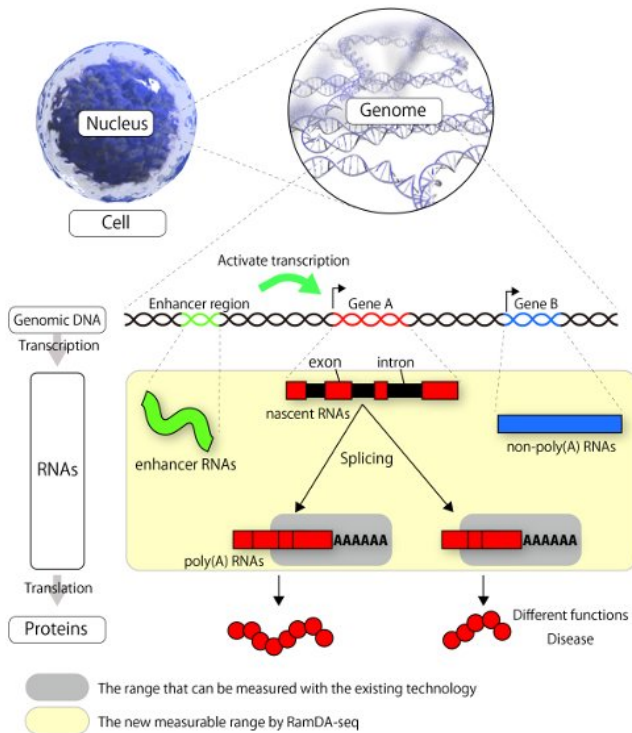 Nucleus
Genome
Cell
Activate transcription
Enhancer region
Gene A
Gene B
Genomic DNA
Transcription
exon
intron
nascent RNAs
enhancer RNAs
non-poly(A) RNAs
RNAs
Splicing
AAAAAA
AAAAAA
poly(A) RNAs
Translation
Proteins
Different functions
Disease
The range that can be measured with the existing technology
The new measurable range by RamDA-seq